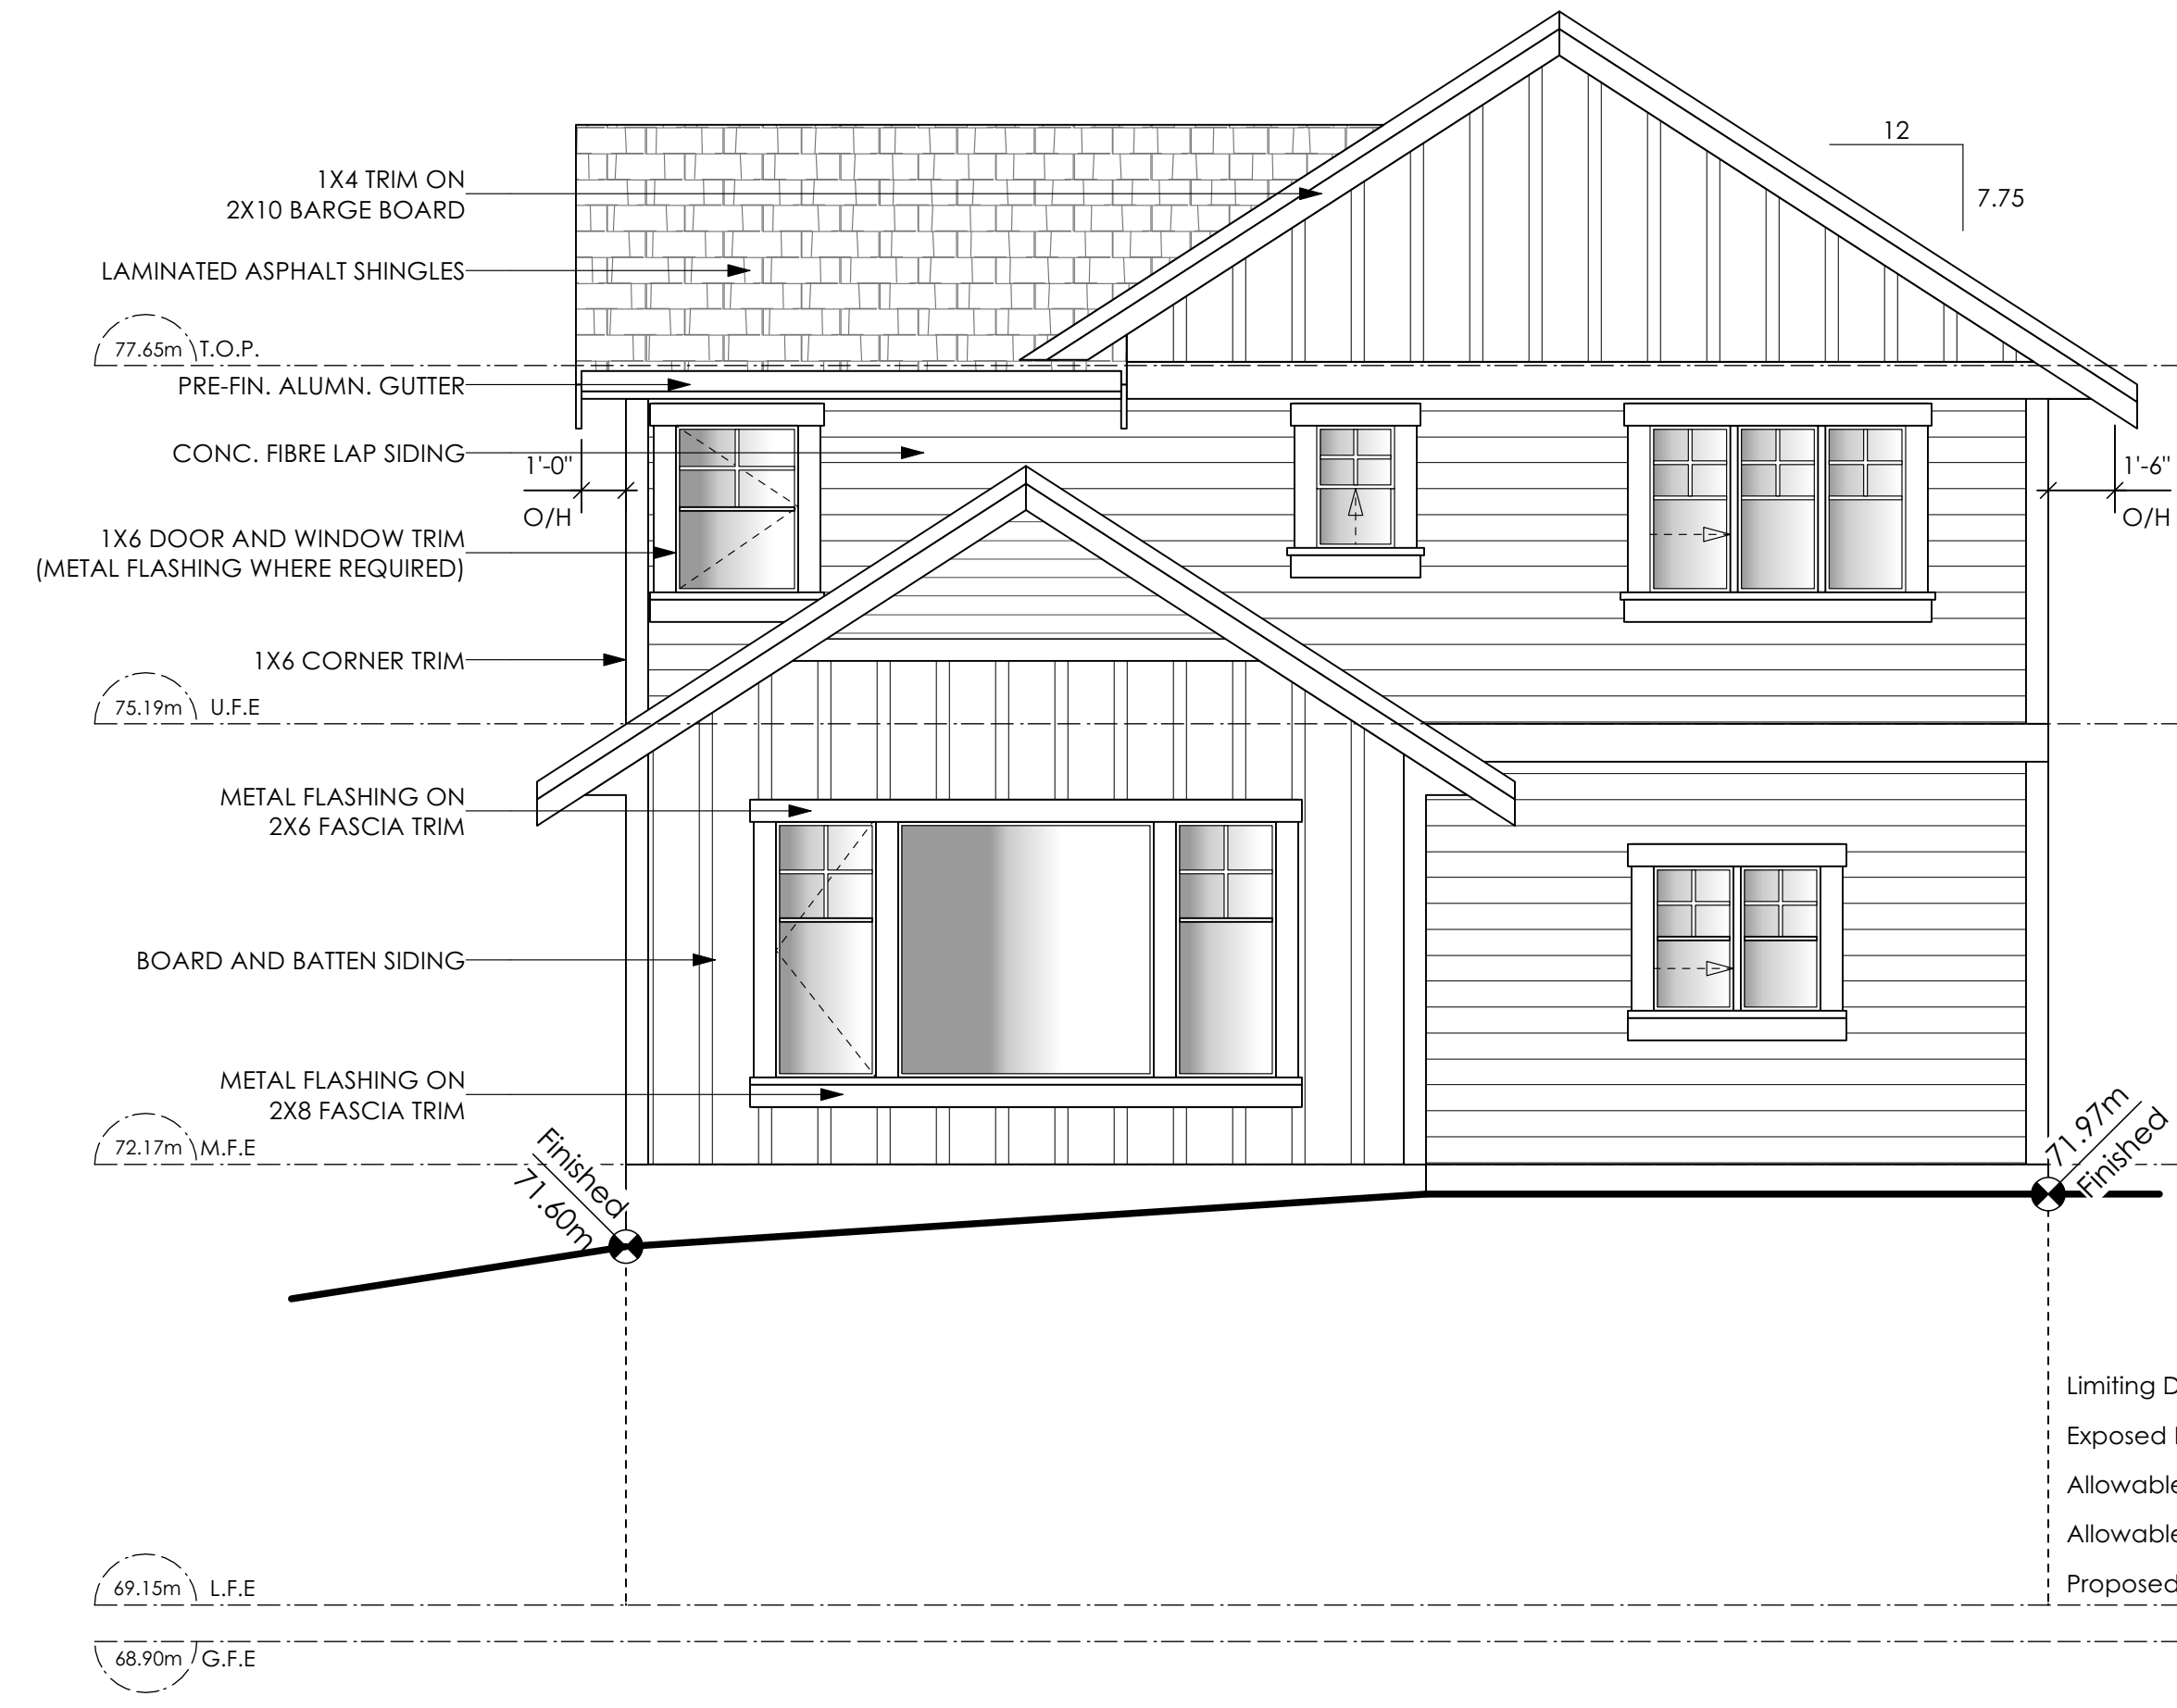 12
7.75
1X4 TRIM ON
2X10 BARGE BOARD
LAMINATED ASPHALT SHINGLES
77.65m T.O.P.
PRE-FIN. ALUMN. GUTTER
CONC. FIBRE LAP SIDING
1'-0"
O/H
1'-6"
O/H
1X6 DOOR AND WINDOW TRIM
(METAL FLASHING WHERE REQUIRED)
1X6 CORNER TRIM
75.19m U.F.E
METAL FLASHING ON
2X6 FASCIA TRIM
BOARD AND BATTEN SIDING
METAL FLASHING ON
2X8 FASCIA TRIM
72.17m M.F.E
Finished
71.60m
71.97m
Finished
Limiting
Exposed
Allowable
Allowable
Proposed
69.15m L.F.E
68.90m G.F.E